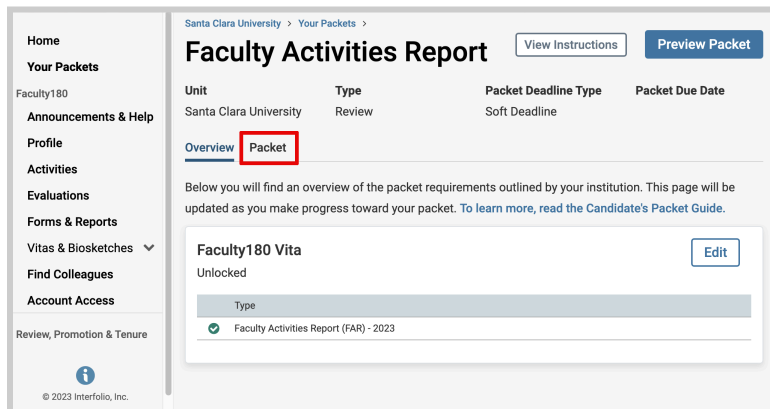 Home
Your Packets
Faculty180
Announcements & Help
Profile
Activities
Evaluations
Forms & Reports
Vitas & Biosketches
Find Colleagues
Account Access
Review, Promotion & Tenure
© 2023 Interfolio, Inc.
Santa Clara University > Your Packets >
Faculty Activities Report
View Instructions
Preview Packet
Unit Type Packet Deadline Type Packet Due Date
Santa Clara University Review Soft Deadline
Overview Packet
Below you will find an overview of the packet requirements outlined by your institution. This page will be
updated as you make progress toward your packet. To learn more, read the Candidate's Packet Guide.
Faculty180 Vita
Edit
Unlocked
Type
Faculty Activities Report (FAR) - 2023